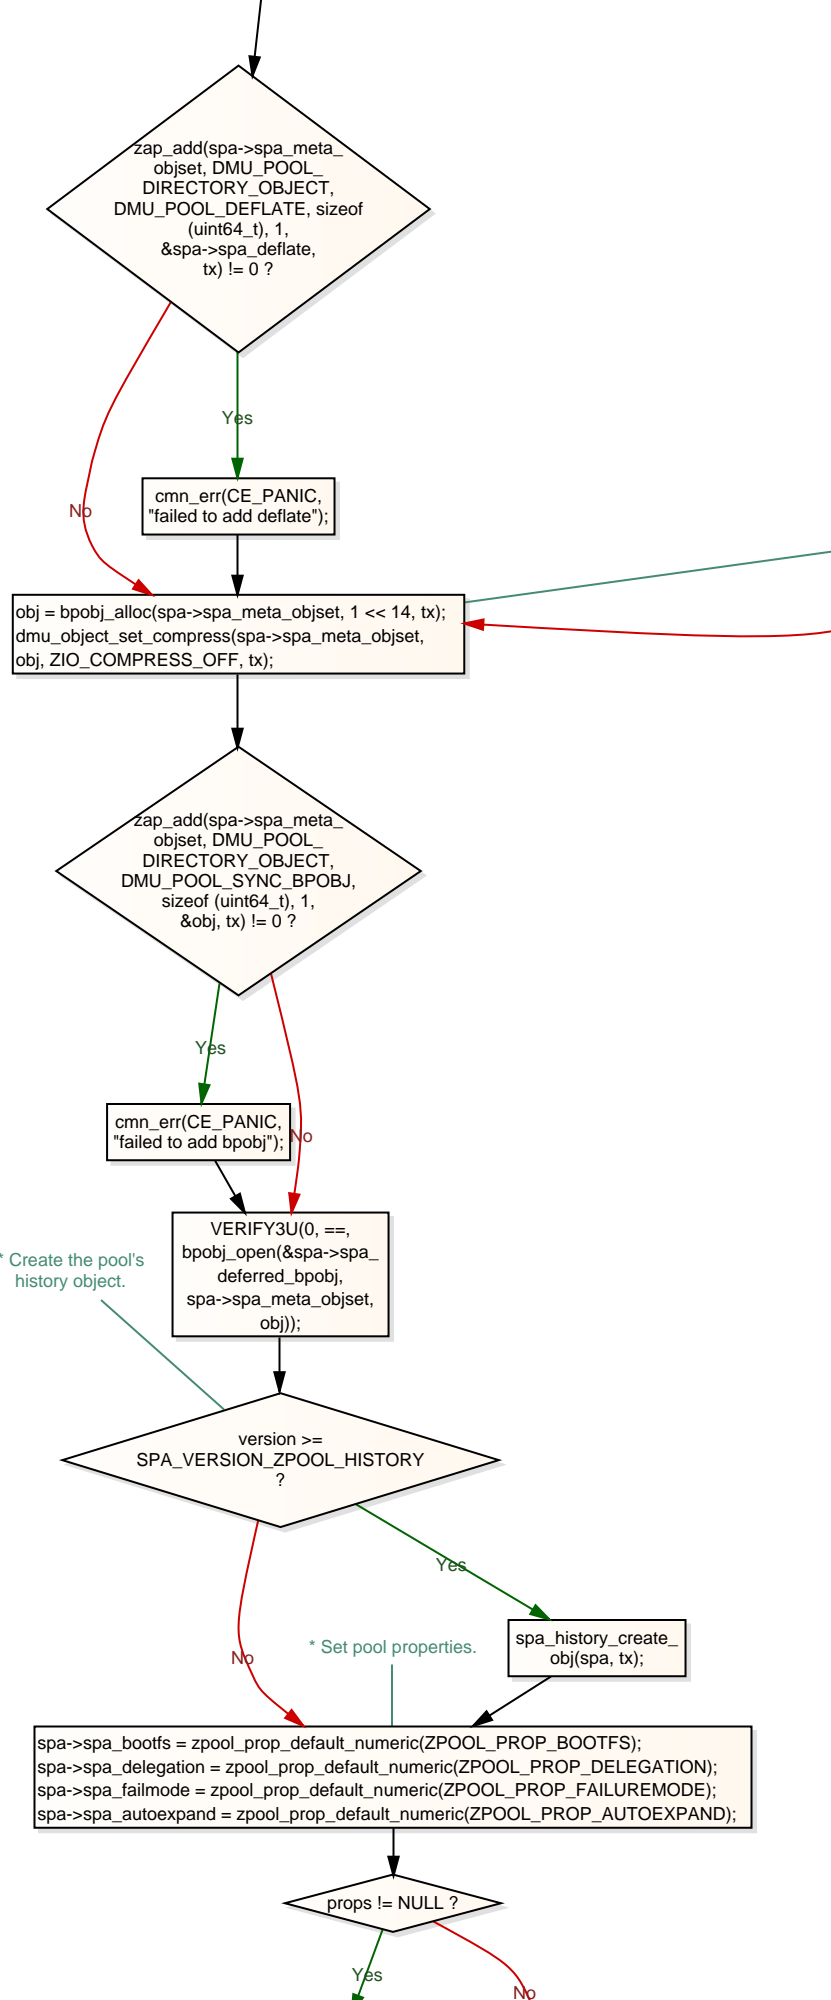 zap_add(spa->spa_meta_
objset, DMU_POOL_
DIRECTORY_OBJECT,
DMU_POOL_DEFLATE, sizeof
(uint64_t), 1,
&spa->spa_deflate,
tx) != 0 ?
Yes
No
cmn_err(CE_PANIC,
"failed to add deflate");
obj = bpobj_alloc(spa->spa_meta_objset, 1 << 14, tx);
dmu_object_set_compress(spa->spa_meta_objset,
obj, ZIO_COMPRESS_OFF, tx);
zap_add(spa->spa_meta_
objset, DMU_POOL_
DIRECTORY_OBJECT,
DMU_POOL_SYNC_BPOBJ,
sizeof (uint64_t), 1,
&obj, tx) != 0 ?
Yes
cmn_err(CE_PANIC,
"failed to add bpobj");
No
VERIFY3U(0, ==,
bpobj_open(&spa->spa_
deferred_bpobj,
spa->spa_meta_objset,
obj));
* Create the pool's
history object.
version >=
SPA_VERSION_ZPOOL_HISTORY
?
Yes
No
spa_history_create_
obj(spa, tx);
* Set pool properties.
spa->spa_bootfs = zpool_prop_default_numeric(ZPOOL_PROP_BOOTFS);
spa->spa_delegation = zpool_prop_default_numeric(ZPOOL_PROP_DELEGATION);
spa->spa_failmode = zpool_prop_default_numeric(ZPOOL_PROP_FAILUREMODE);
spa->spa_autoexpand = zpool_prop_default_numeric(ZPOOL_PROP_AUTOEXPAND);
props != NULL ?
Yes
No